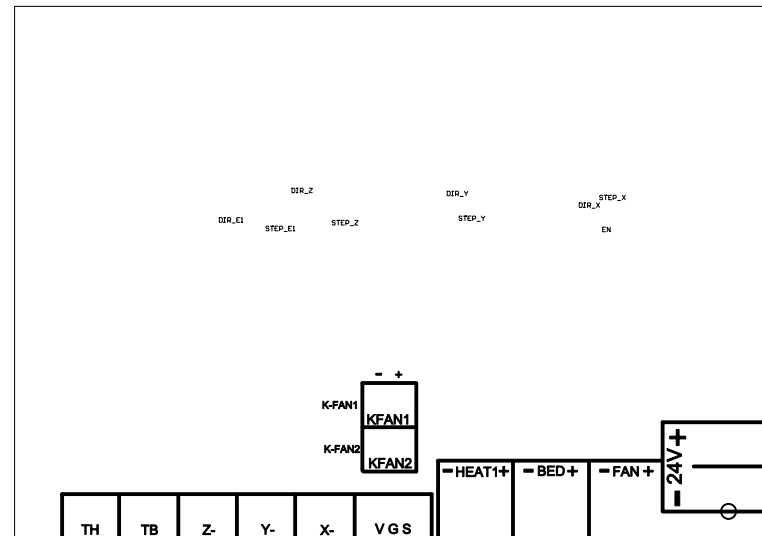 DIR_Z
DIR_Y
STEP_X
DIR_X
DIR_E1
STEP_Z
STEP_Y
STEP_E1
EN
- +
K-FAN1
KFAN1
K-FAN2
KFAN2
- HEAT1 +
- BED +
- FAN +
- 24V +
TH
TB
Z-
Y-
X-
V G S